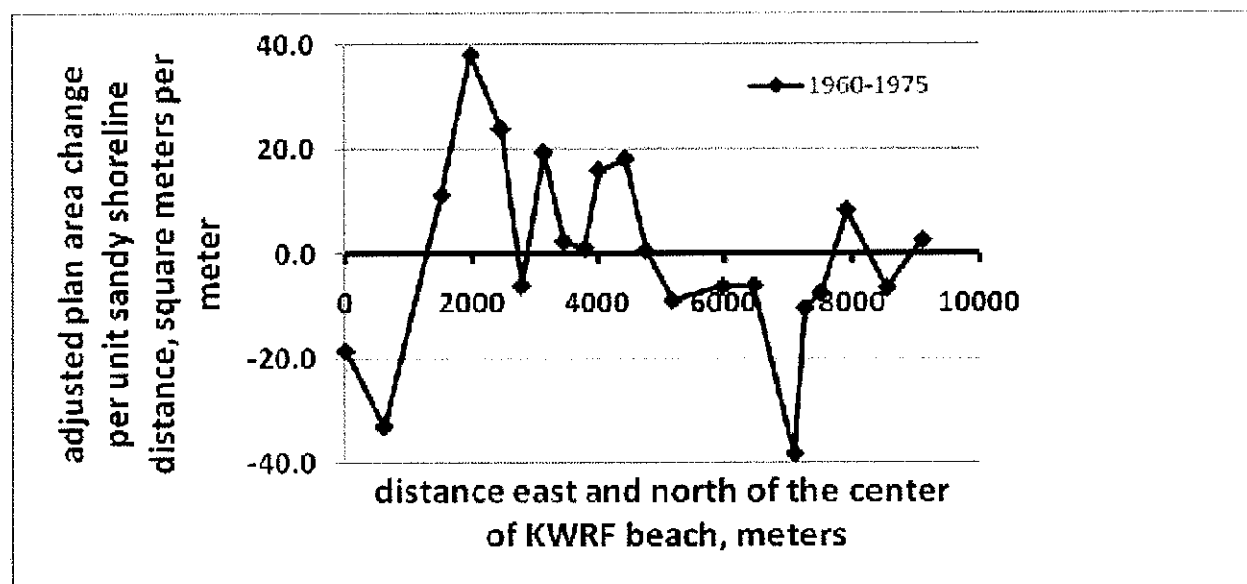 adjusted plan area change
per unit sandy shoreline
distance, square meters per
meter
40.0
20.0
0.0
-20.0
-40.0
1960-1975
0 2000 4000 6000 8000 10000
distance east and north of the center
of KWRF beach, meters